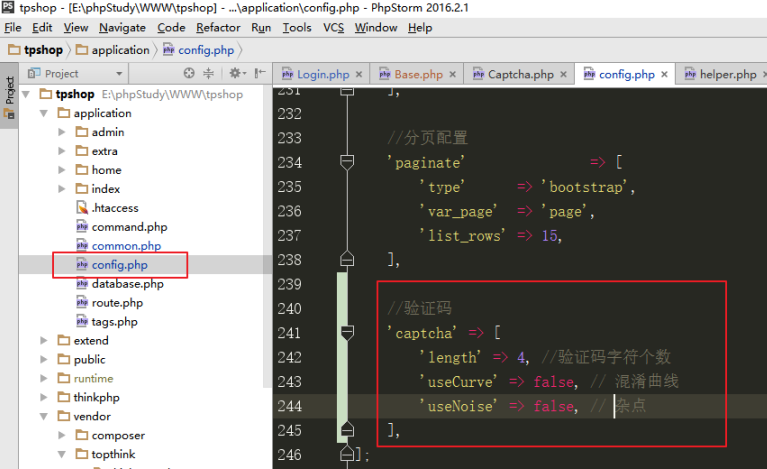 tpshop - [E:\phpStudy\WWW\tpshop] - ...\application\config.php - PhpStorm 2016.2.1
File Edit View Navigate Code Refactor Run Tools VCS Window Help
tpshop application config.php
Project Login.php Base.php Captcha.php config.php helper.php
Project
tpshop E:\phpStudy\WWW\tpshop
application
admin
extra
home
index
.htaccess
command.php
common.php
config.php
database.php
route.php
tags.php
extend
public
runtime
thinkphp
vendor
composer
topthink
231 ],
232
233 //分页配置
234 'paginate' => [
235 'type' => 'bootstrap',
236 'var_page' => 'page',
237 'list_rows' => 15,
238 ],
239
240 //验证码
241 'captcha' => [
242 'length' => 4, //验证码字符个数
243 'useCurve' => false, // 混淆曲线
244 'useNoise' => false, // 杂点
245 ],
246 ];